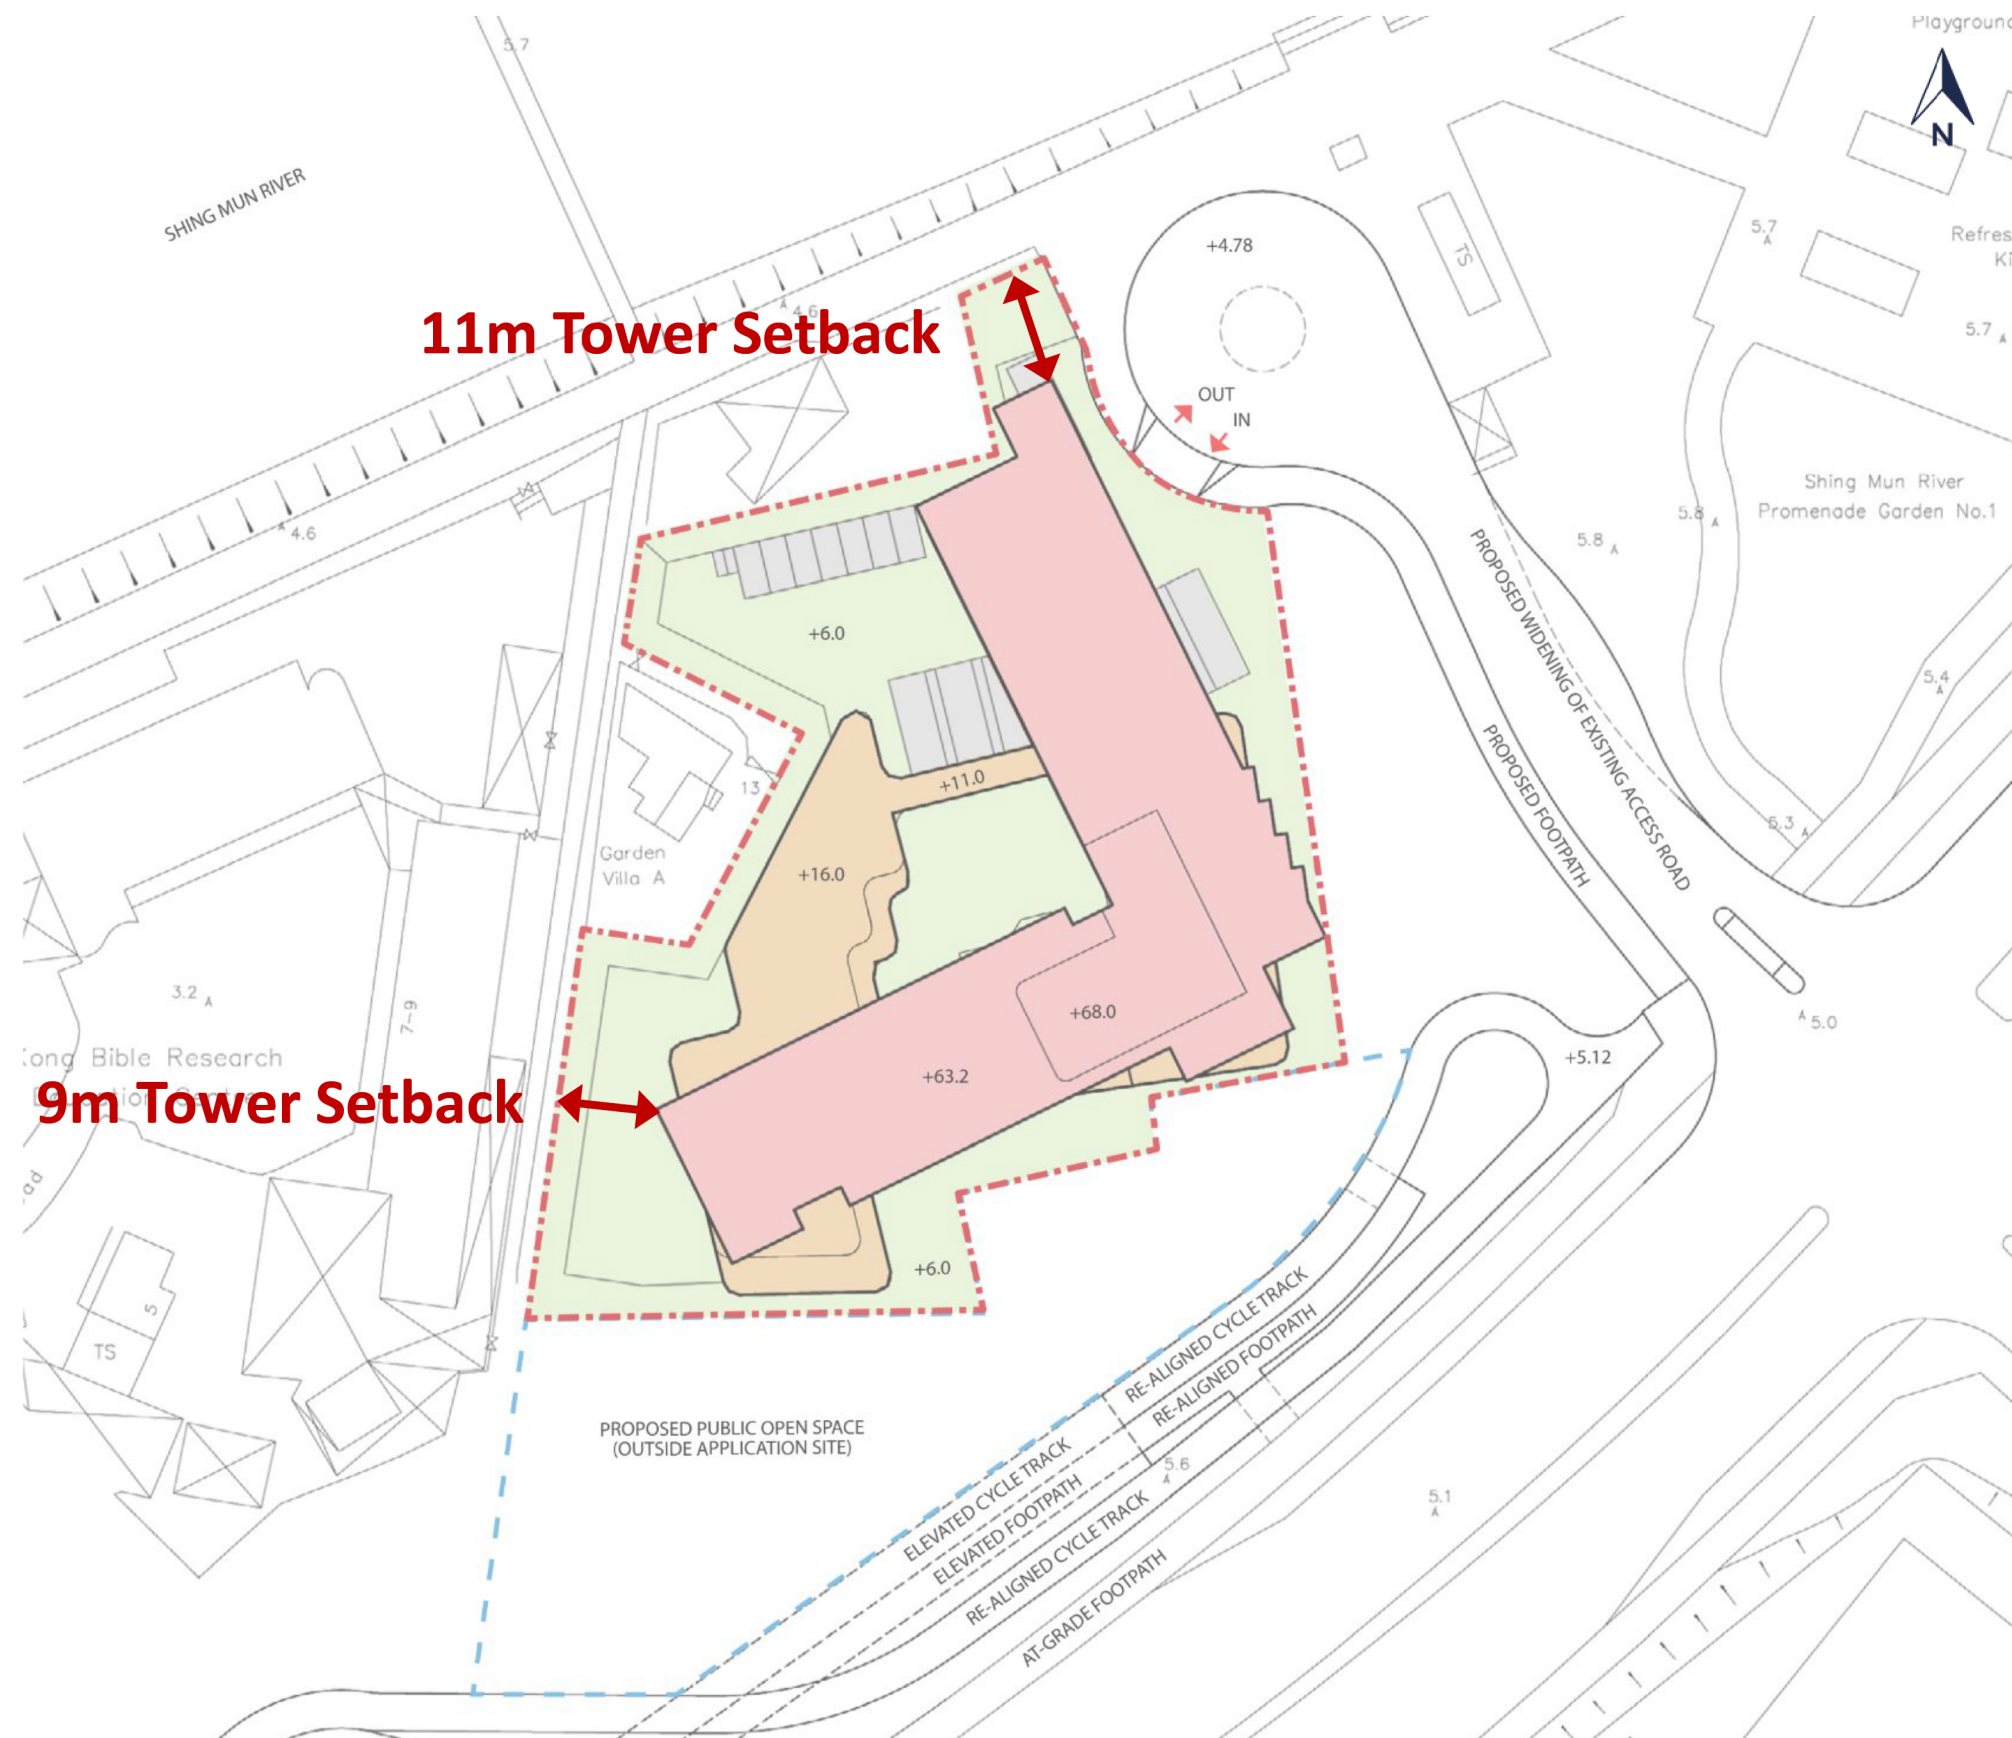 Playground
5.7
N
SHING MUN RIVER
+4.78
TS
5.7
Refres
Ki
4.6
11m Tower Setback
5.7
OUT
IN
4.6
Shing Mun River
Promenade Garden No.1
5.8
5.8
PROPOSED WIDENING OF EXISTING ACCESS ROAD
+6.0
5.4
PROPOSED FOOTPATH
13
+11.0
5.3
Garden
Villa A
+16.0
3.2
7-9
+68.0
5.0
ong Bible Research
+5.12
+63.2
9m Tower Setback
ad
+6.0
5
TS
RE-ALIGNED CYCLE TRACK
RE-ALIGNED FOOTPATH
PROPOSED PUBLIC OPEN SPACE
(OUTSIDE APPLICATION SITE)
ELEVATED CYCLE TRACK
ELEVATED FOOTPATH
5.6
5.1
RE-ALIGNED CYCLE TRACK
AT-GRADE FOOTPATH